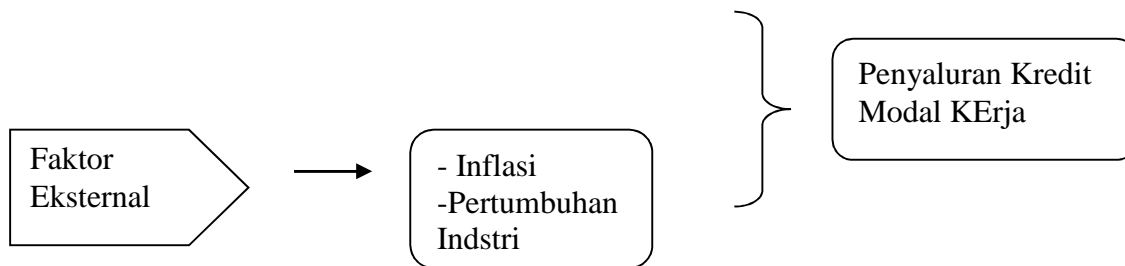 Penyaluran Kredit
Modal KErja
Faktor
Eksternal
- Inflasi
-Pertumbuhan
Indstri